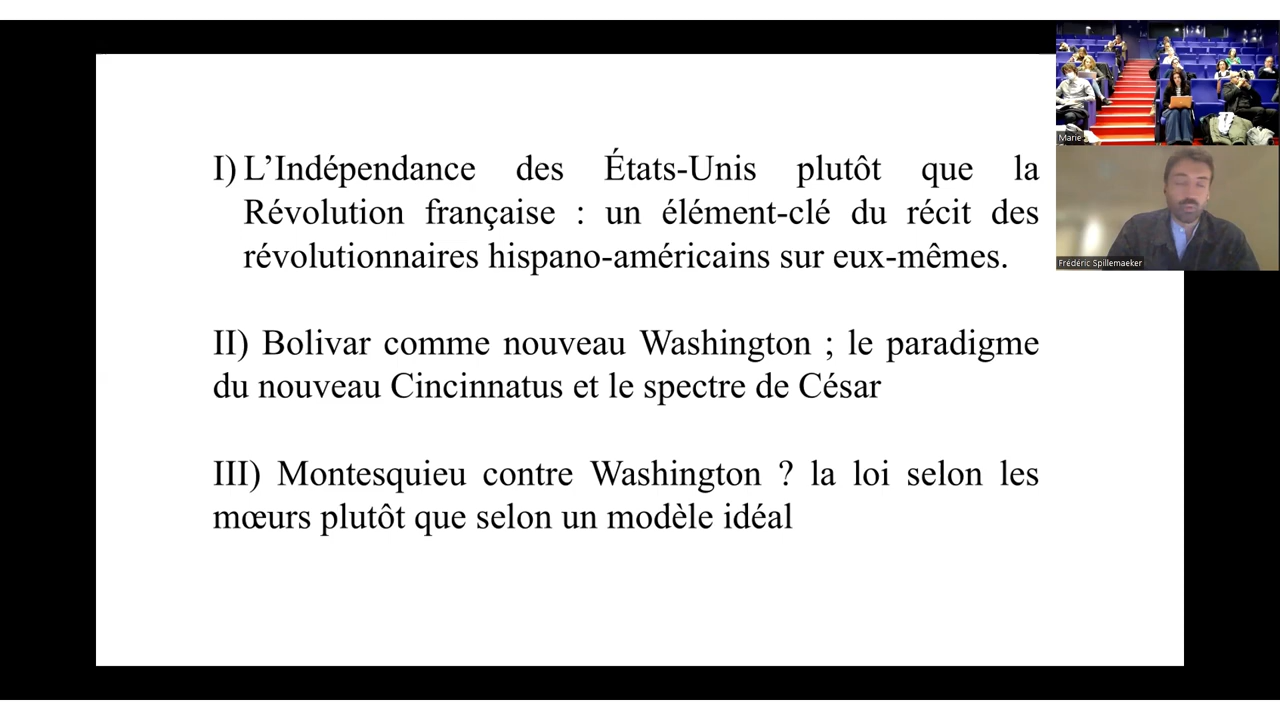 I) L’Indépendance des États-Unis plutôt que la
Révolution française : un élément-clé du récit des
révolutionnaires hispano-américains sur eux-mêmes.
II) Bolivar comme nouveau Washington ; le paradigme
du nouveau Cincinnatus et le spectre de César
III) Montesquieu contre Washington ? la loi selon les
mœurs plutôt que selon un modèle idéal
Marie
Frédéric Spillemaeker